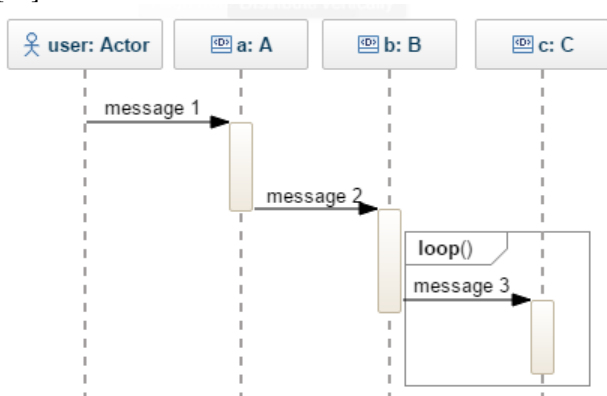 user: Actor
a: A
b: B
c: C
message 1
message 2
loop()
message 3